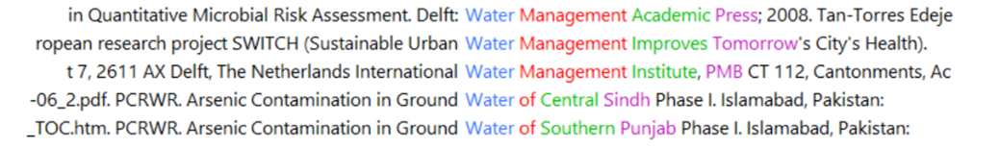 in Quantitative Microbial Risk Assessment. Delft: Water Management Academic Press; 2008. Tan-Torres Edeje
ropean research project SWITCH (Sustainable Urban Water Management Improves Tomorrow's City's Health).
t 7, 2611 AX Delft, The Netherlands International Water Management Institute, PMB CT 112, Cantonments, Ac
-06_2.pdf. PCRWR. Arsenic Contamination in Ground Water of Central Sindh Phase I. Islamabad, Pakistan:
_TOC.htm. PCRWR. Arsenic Contamination in Ground Water of Southern Punjab Phase I. Islamabad, Pakistan: